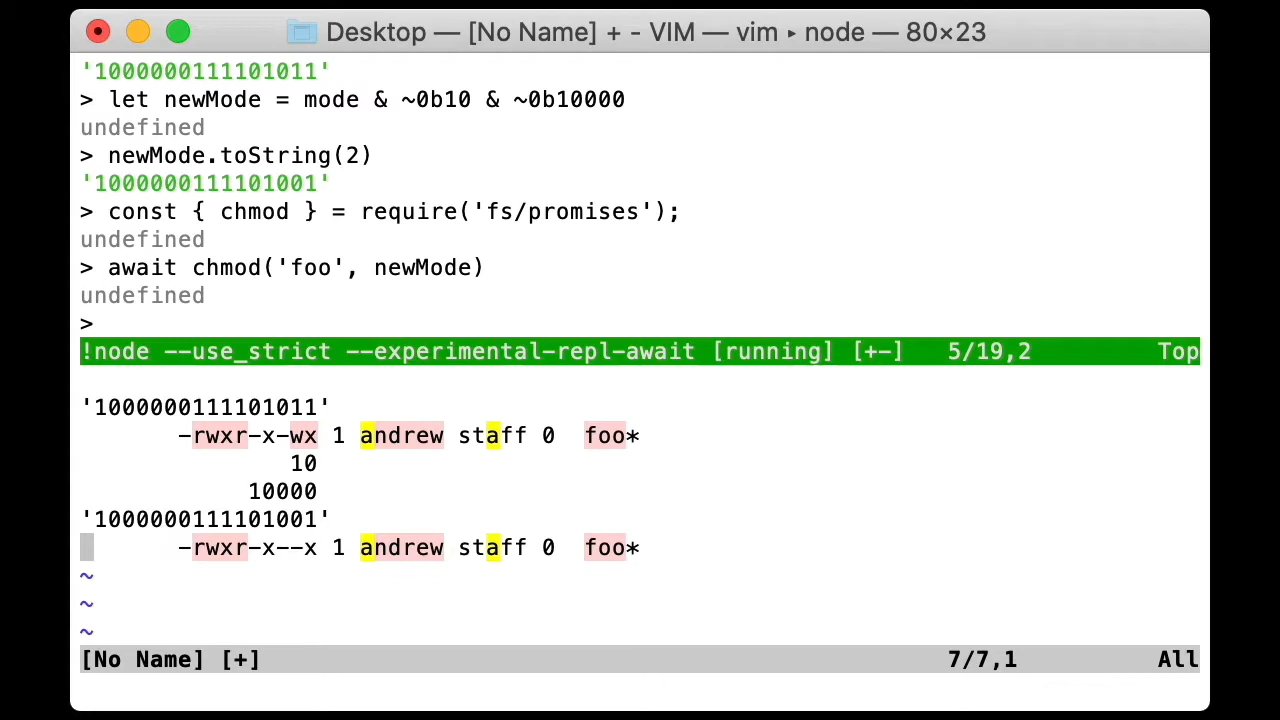 Desktop — [No Name] + - VIM — vim ▸ node — 80×23
'1000000111101011'
> let newMode = mode & ~0b10 & ~0b10000
undefined
> newMode.toString(2)
'1000000111101001'
> const { chmod } = require('fs/promises');
undefined
> await chmod('foo', newMode)
undefined
>
!node --use_strict --experimental-repl-await [running] [+-] 5/19,2 Top
'1000000111101011'
-rwxr-x-wx 1 andrew staff 0 foo*
10
10000
'1000000111101001'
-rwxr-x--x 1 andrew staff 0 foo*
~
~
~
[No Name] [+] 7/7,1 All